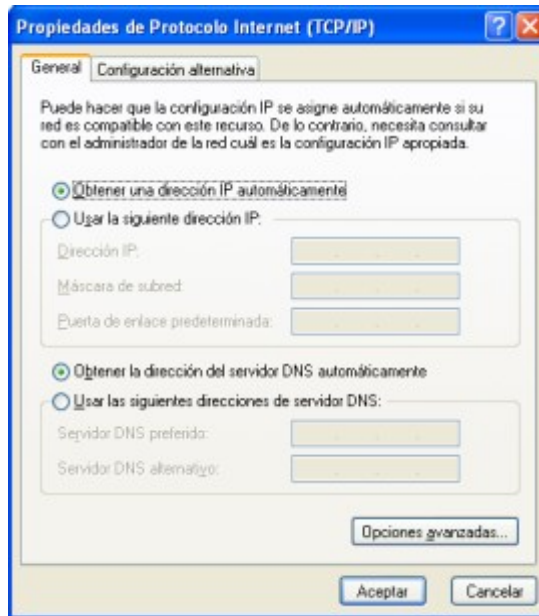 Propiedades de Protocolo Internet (TCP/IP)
General
Configuración alternativa
Puede hacer que la configuración IP se asigne automáticamente si su
red es compatible con este recurso. De lo contrario, necesita consultar
con el administrador de la red cuál es la configuración IP apropiada.
Obtener una dirección IP automáticamente
Usar la siguiente dirección IP:
Dirección IP:
Máscara de subred:
Puerta de enlace predeterminada:
Obtener la dirección del servidor DNS automáticamente
Usar las siguientes direcciones de servidor DNS:
Servidor DNS preferido:
Servidor DNS alternativo:
Opciones avanzadas...
Aceptar
Cancelar